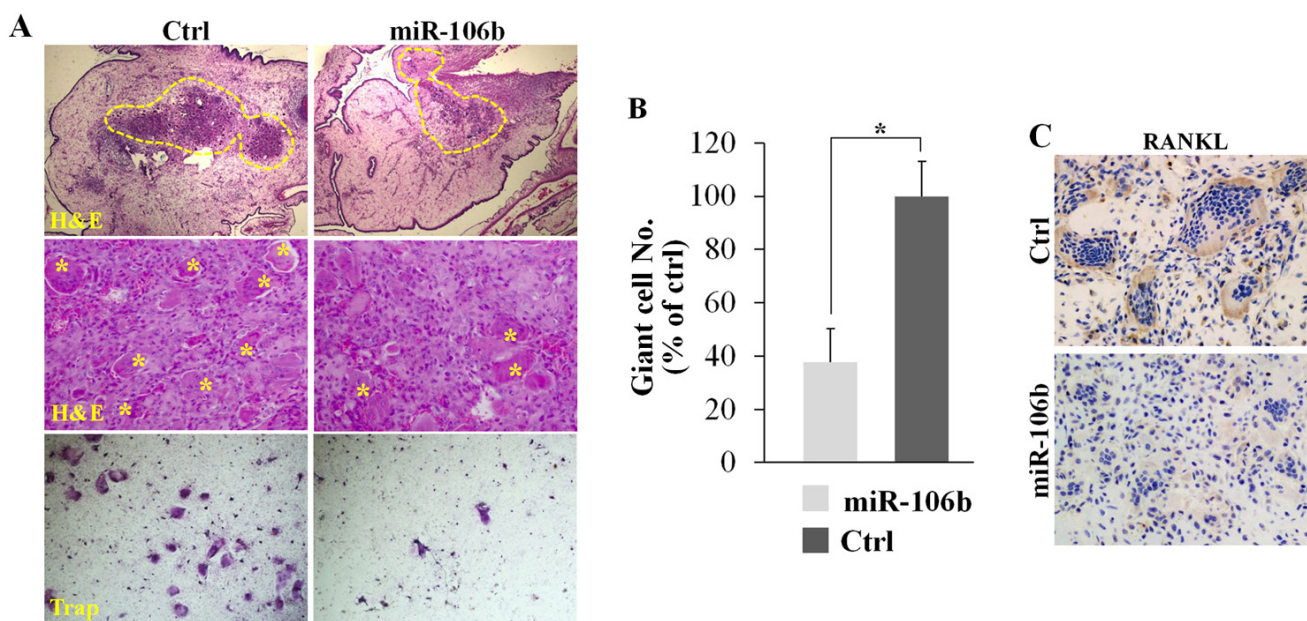 A
Ctrl
miR-106b
H&E
* * * * * * * *
H&E
* * *
Trap
B
*
Giant cell No.
(% of ctrl)
120
100
80
60
40
20
0
miR-106b
Ctrl
C
RANKL
Ctrl
miR-106b